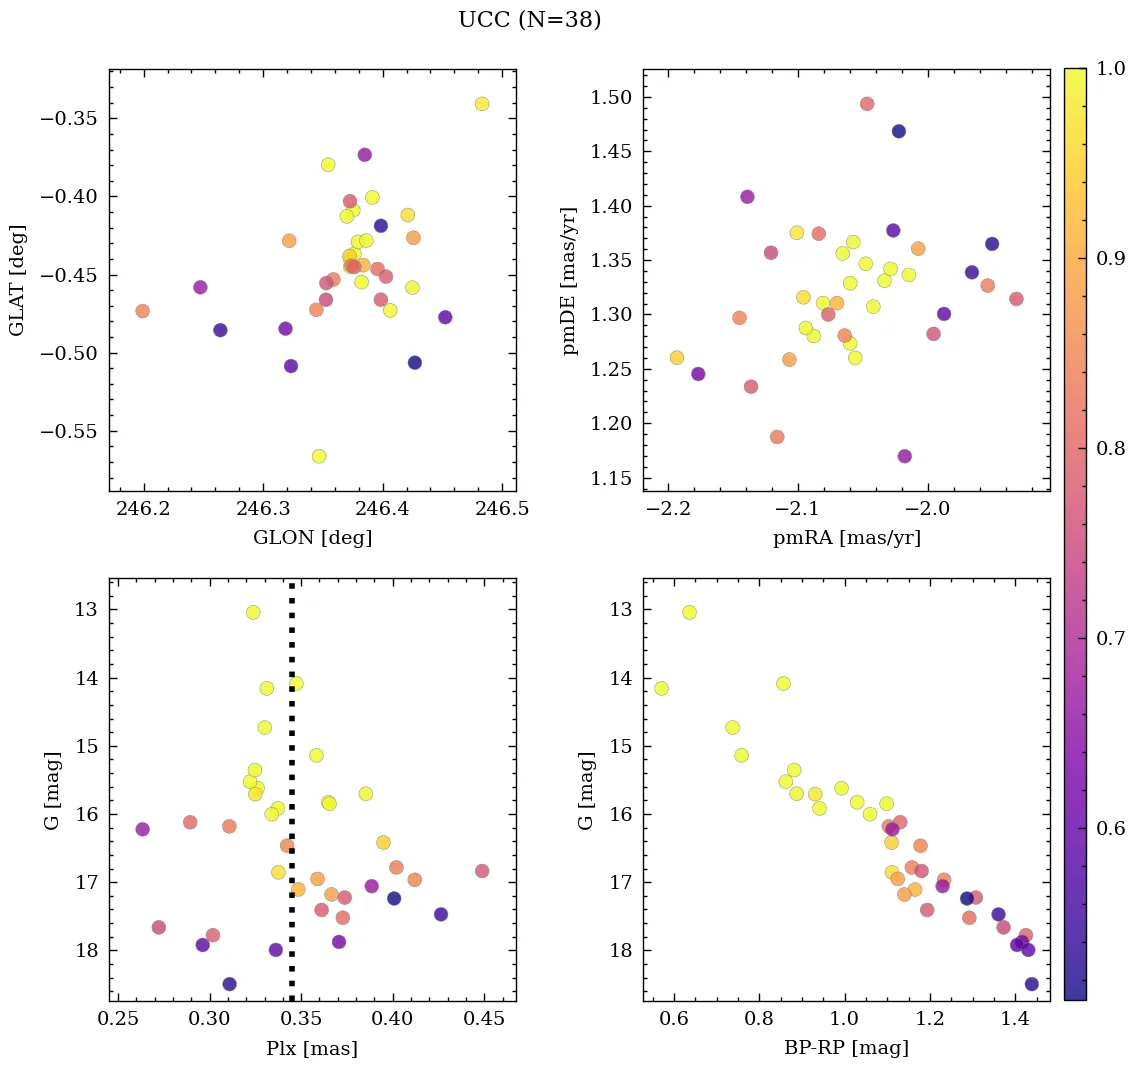 UCC (N=38)
−0.35
−0.40
−0.45
−0.50
−0.55
GLAT [deg]
246.2 246.3 246.4 246.5
GLON [deg]
1.50
1.45
1.40
1.35
1.30
1.25
1.20
1.15
pmDE [mas/yr]
−2.2 −2.1 −2.0
pmRA [mas/yr]
1.0
0.9
0.8
0.7
0.6
13
14
15
16
17
18
G [mag]
0.25 0.30 0.35 0.40 0.45
Plx [mas]
13
14
15
16
17
18
G [mag]
0.6 0.8 1.0 1.2 1.4
BP-RP [mag]